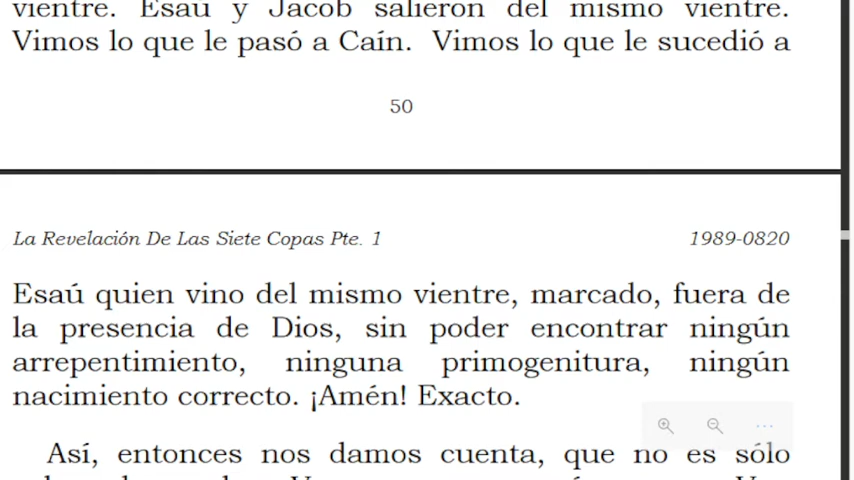 vientre. Esaú y Jacob salieron del mismo vientre.
Vimos lo que le pasó a Caín. Vimos lo que le sucedió a
50
La Revelación De Las Siete Copas Pte. 1 1989-0820
Esaú quien vino del mismo vientre, marcado, fuera de
la presencia de Dios, sin poder encontrar ningún
arrepentimiento, ninguna primogenitura, ningún
nacimiento correcto. ¡Amén! Exacto.
Así, entonces nos damos cuenta, que no es sólo